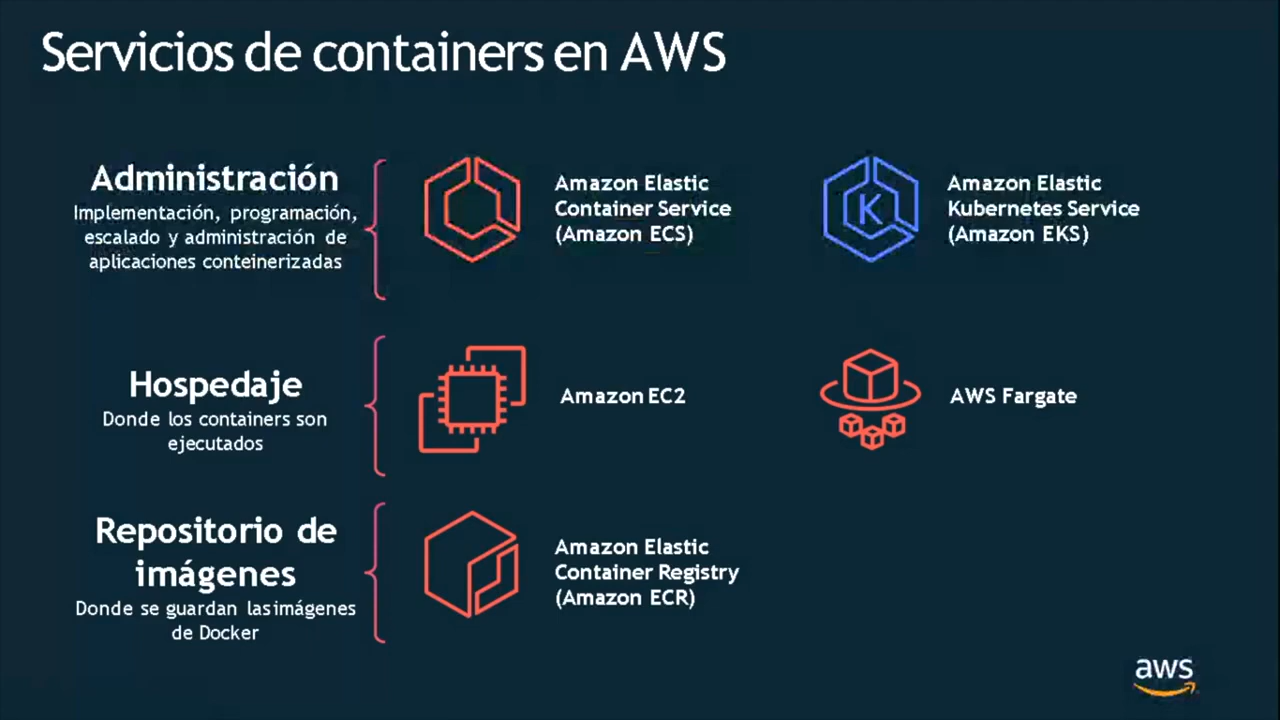 Servicios de containers en AWS
Administración
Implementación, programación,
escalado y administración de
aplicaciones conteinerizadas
Amazon Elastic
Container Service
(Amazon ECS)
K
Amazon Elastic
Kubernetes Service
(Amazon EKS)
Hospedaje
Donde los containers son
ejecutados
Amazon EC2
AWS Fargate
Repositorio de
imágenes
Donde se guardan las imágenes
de Docker
Amazon Elastic
Container Registry
(Amazon ECR)
aws